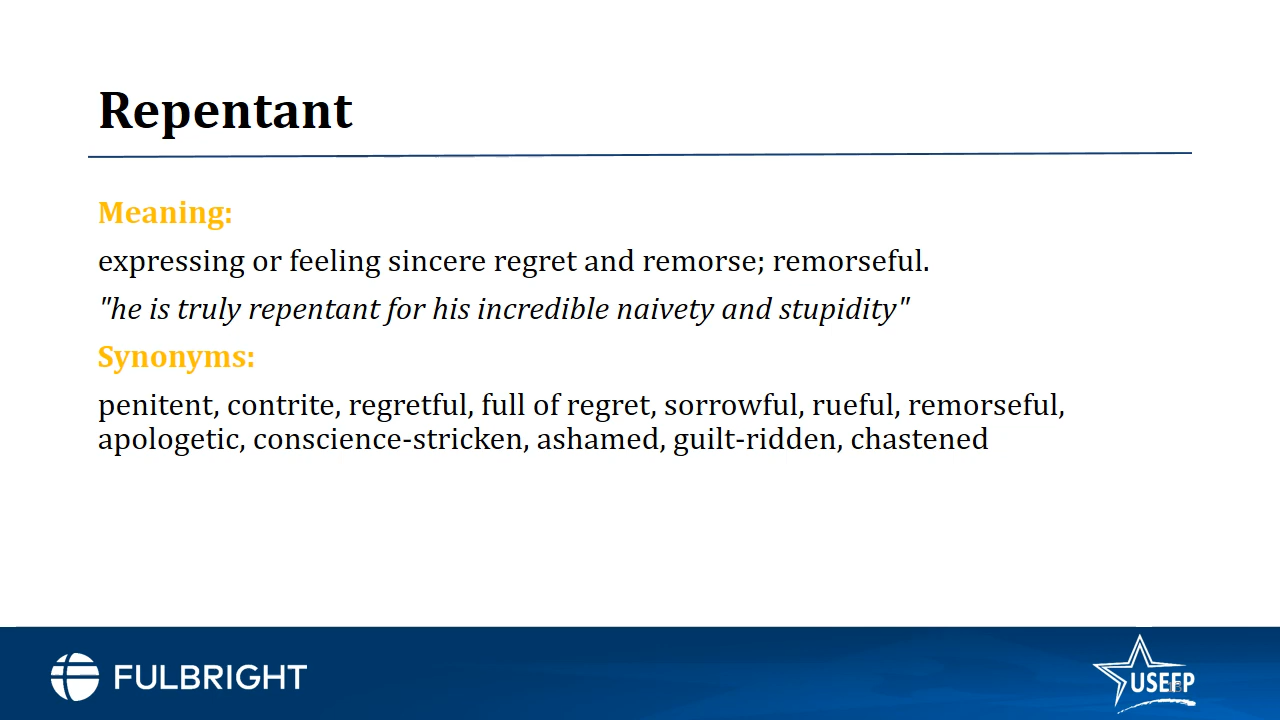 Repentant
Meaning:
expressing or feeling sincere regret and remorse; remorseful.
"he is truly repentant for his incredible naivety and stupidity"
Synonyms:
penitent, contrite, regretful, full of regret, sorrowful, rueful, remorseful,
apologetic, conscience-stricken, ashamed, guilt-ridden, chastened
FULBRIGHT
USEFP